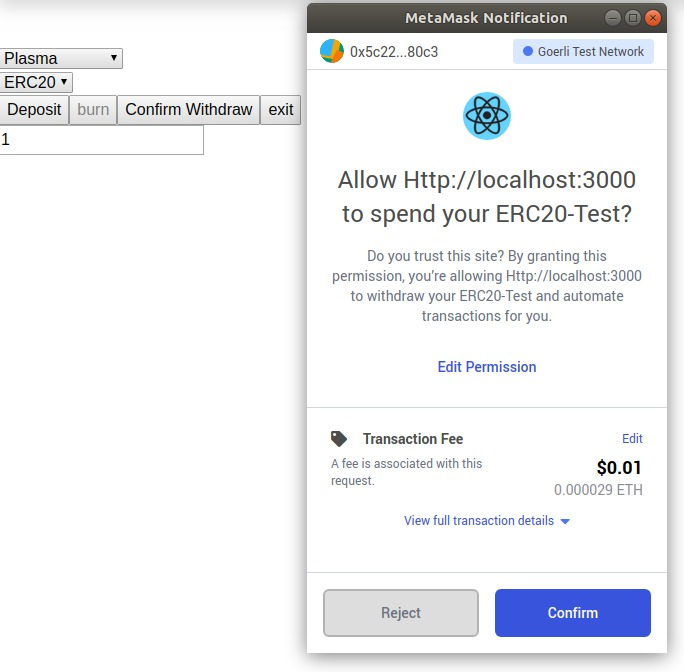 Plasma
ERC20
Deposit burn Confirm Withdraw exit
1
MetaMask Notification
0x5c22...80c3 Goerli Test Network
Allow Http://localhost:3000
to spend your ERC20-Test?
Do you trust this site? By granting this
permission, you’re allowing Http://localhost:3000
to withdraw your ERC20-Test and automate
transactions for you.
Edit Permission
Transaction Fee Edit
A fee is associated with this
request.
$0.01
0.000029 ETH
View full transaction details
Reject Confirm